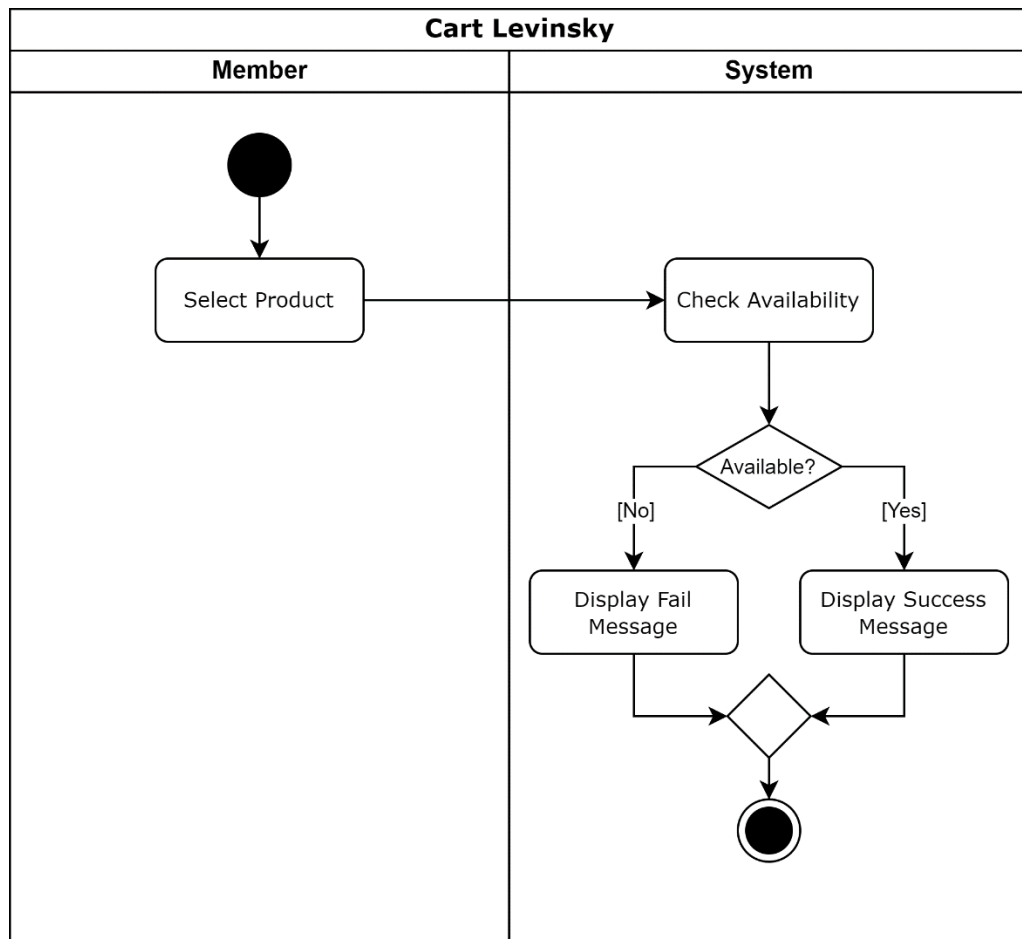 Cart Levinsky
Member
System
Select Product
Check Availability
Available?
[No]
[Yes]
Display Fail
Message
Display Success
Message